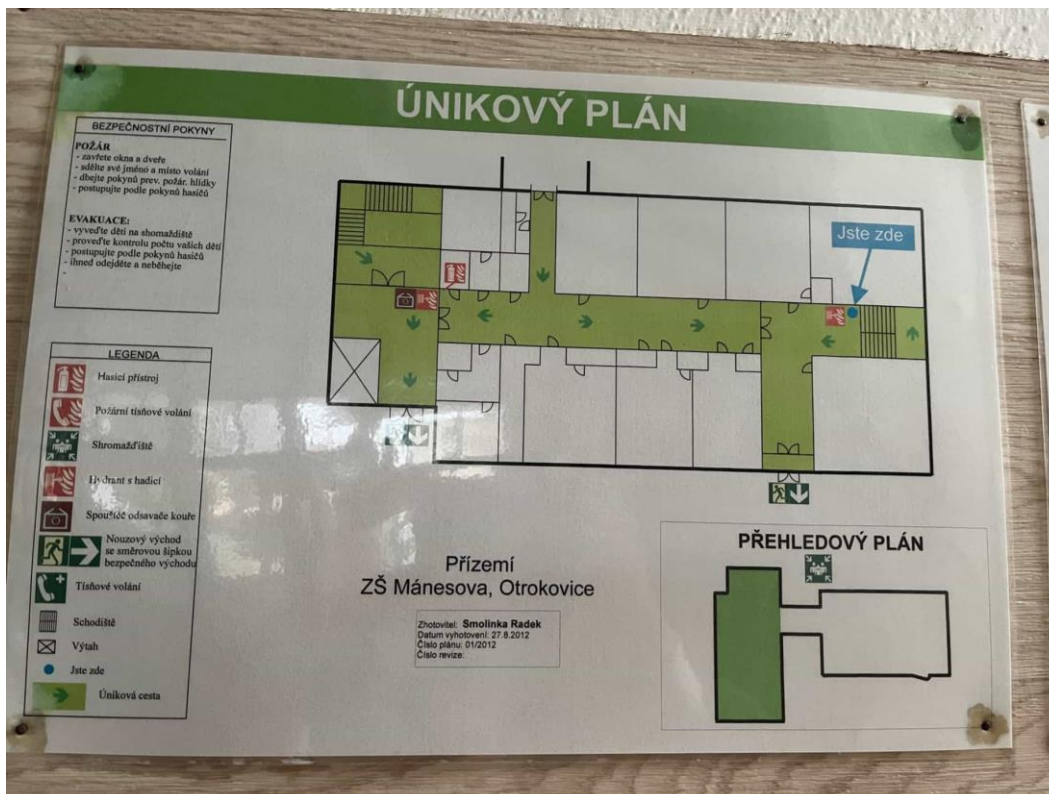 ÚNIKOVÝ PLÁN
BEZPEČNOSTNÍ POKYNY
POŽÁR
- zavřete okna a dveře
- sdělte své jméno a místo volání
- dbejte pokynů prev. požár. hlídky
- postupujte podle pokynů hasičů
EVAKUACE:
- vyveďte děti na shomaždiště
- proveďte kontrolu počtu vašich dětí
- postupujte podle pokynů hasičů
- ihned odejděte a neběhejte
-
Jste zde
LEGENDA
Hasicí přístroj
Požární tísňové volání
Shromaždiště
Hydrant s hadicí
Spouštěč odsavače kouře
Nouzový východ
se směrovou šipkou
bezpečného východu
Tísňové volání
Schodiště
Výtah
Jste zde
Úniková cesta
Přízemí
ZŠ Mánesova, Otrokovice
Zhotovitel: Smolinka Radek
Datum vyhotovení: 27.8.2012
Číslo plánu: 01/2012
Číslo revize:
PŘEHLEDOVÝ PLÁN